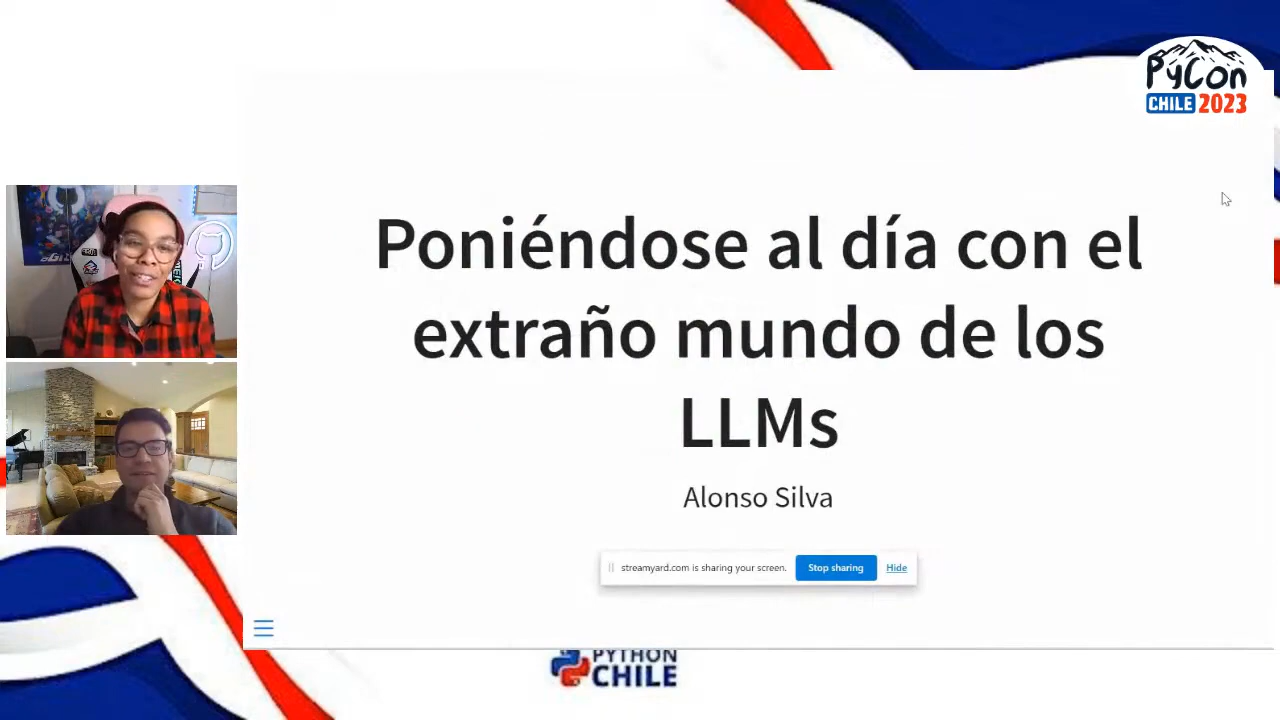 PyCon
CHILE 2023
Poniéndose al día con el
extraño mundo de los
LLMs
Alonso Silva
streamyard.com is sharing your screen.
Stop sharing
Hide
PYTHON
CHILE